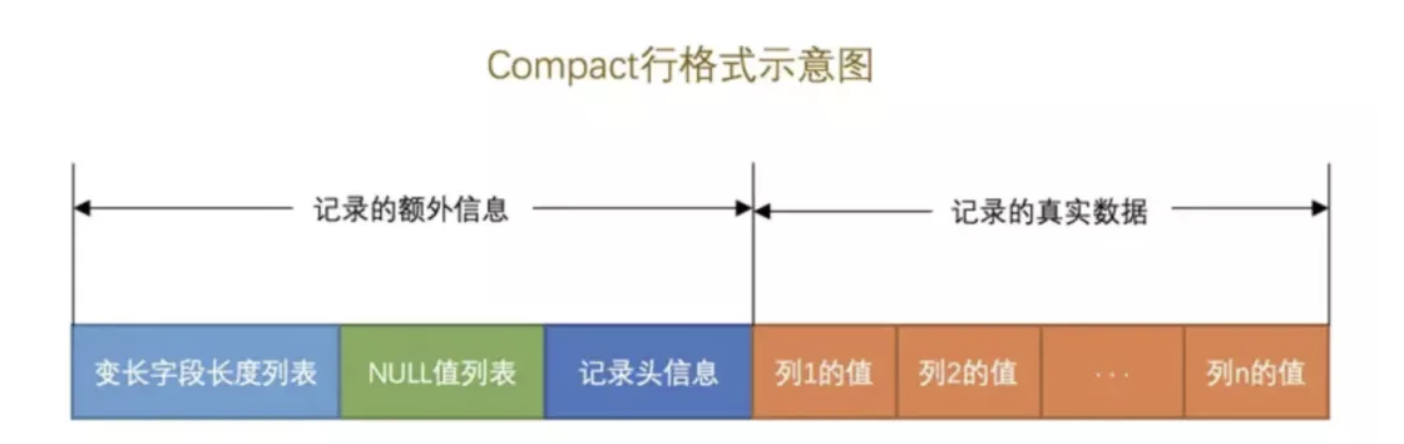 Compact行格式示意图
记录的额外信息
记录的真实数据
变长字段长度列表
NULL值列表
记录头信息
列1的值
列2的值
...
列n的值